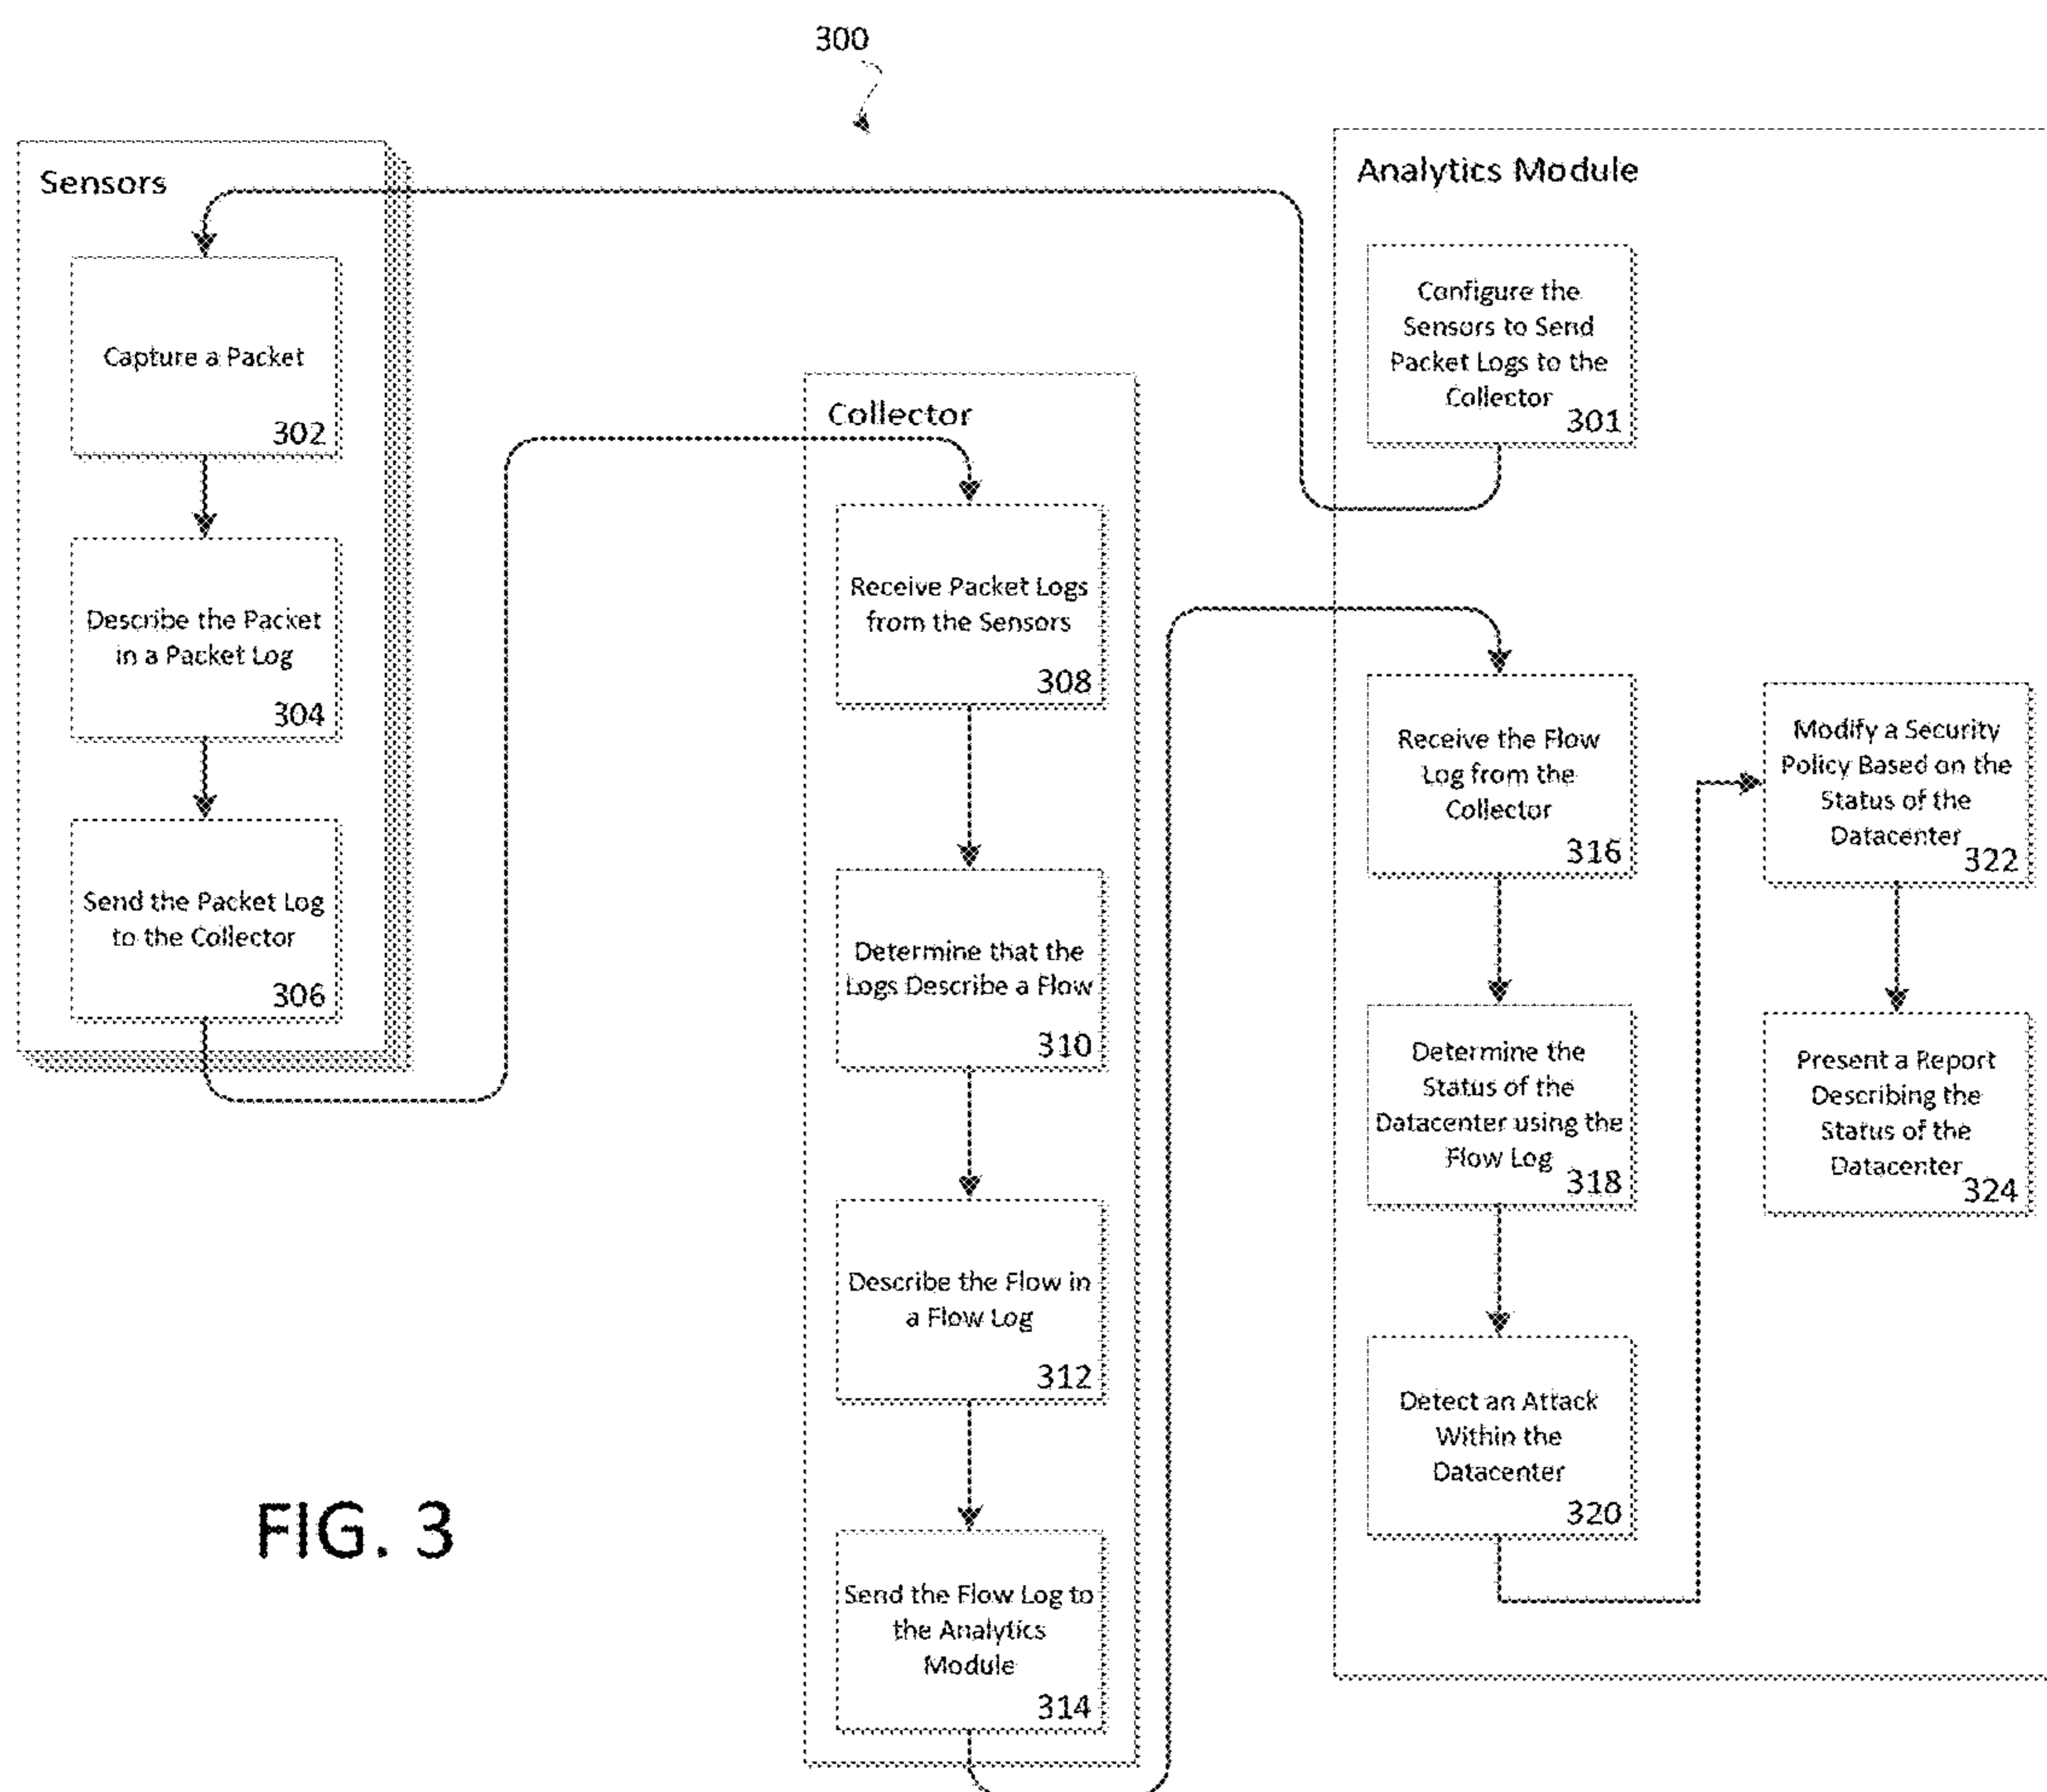 300
Sensors
Capture a Packet
302
Describe the Packet
in a Packet Log
304
Send the Packet Log
to the Collector
306
Collector
Receive Packet Logs
from the Sensors
308
Determine that the
Logs Describe a Flow
310
Describe the Flow in
a Flow Log
312
Send the Flow Log to
the Analytics
Module
314
Analytics Module
Configure the
Sensors to Send
Packet Logs to the
Collector
301
Receive the Flow
Log from the
Collector
316
Determine the
Status of the
Datacenter using the
Flow Log
318
Detect an Attack
Within the
Datacenter
320
Modify a Security
Policy Based on the
Status of the
Datacenter
322
Present a Report
Describing the
Status of the
Datacenter
324
FIG. 3